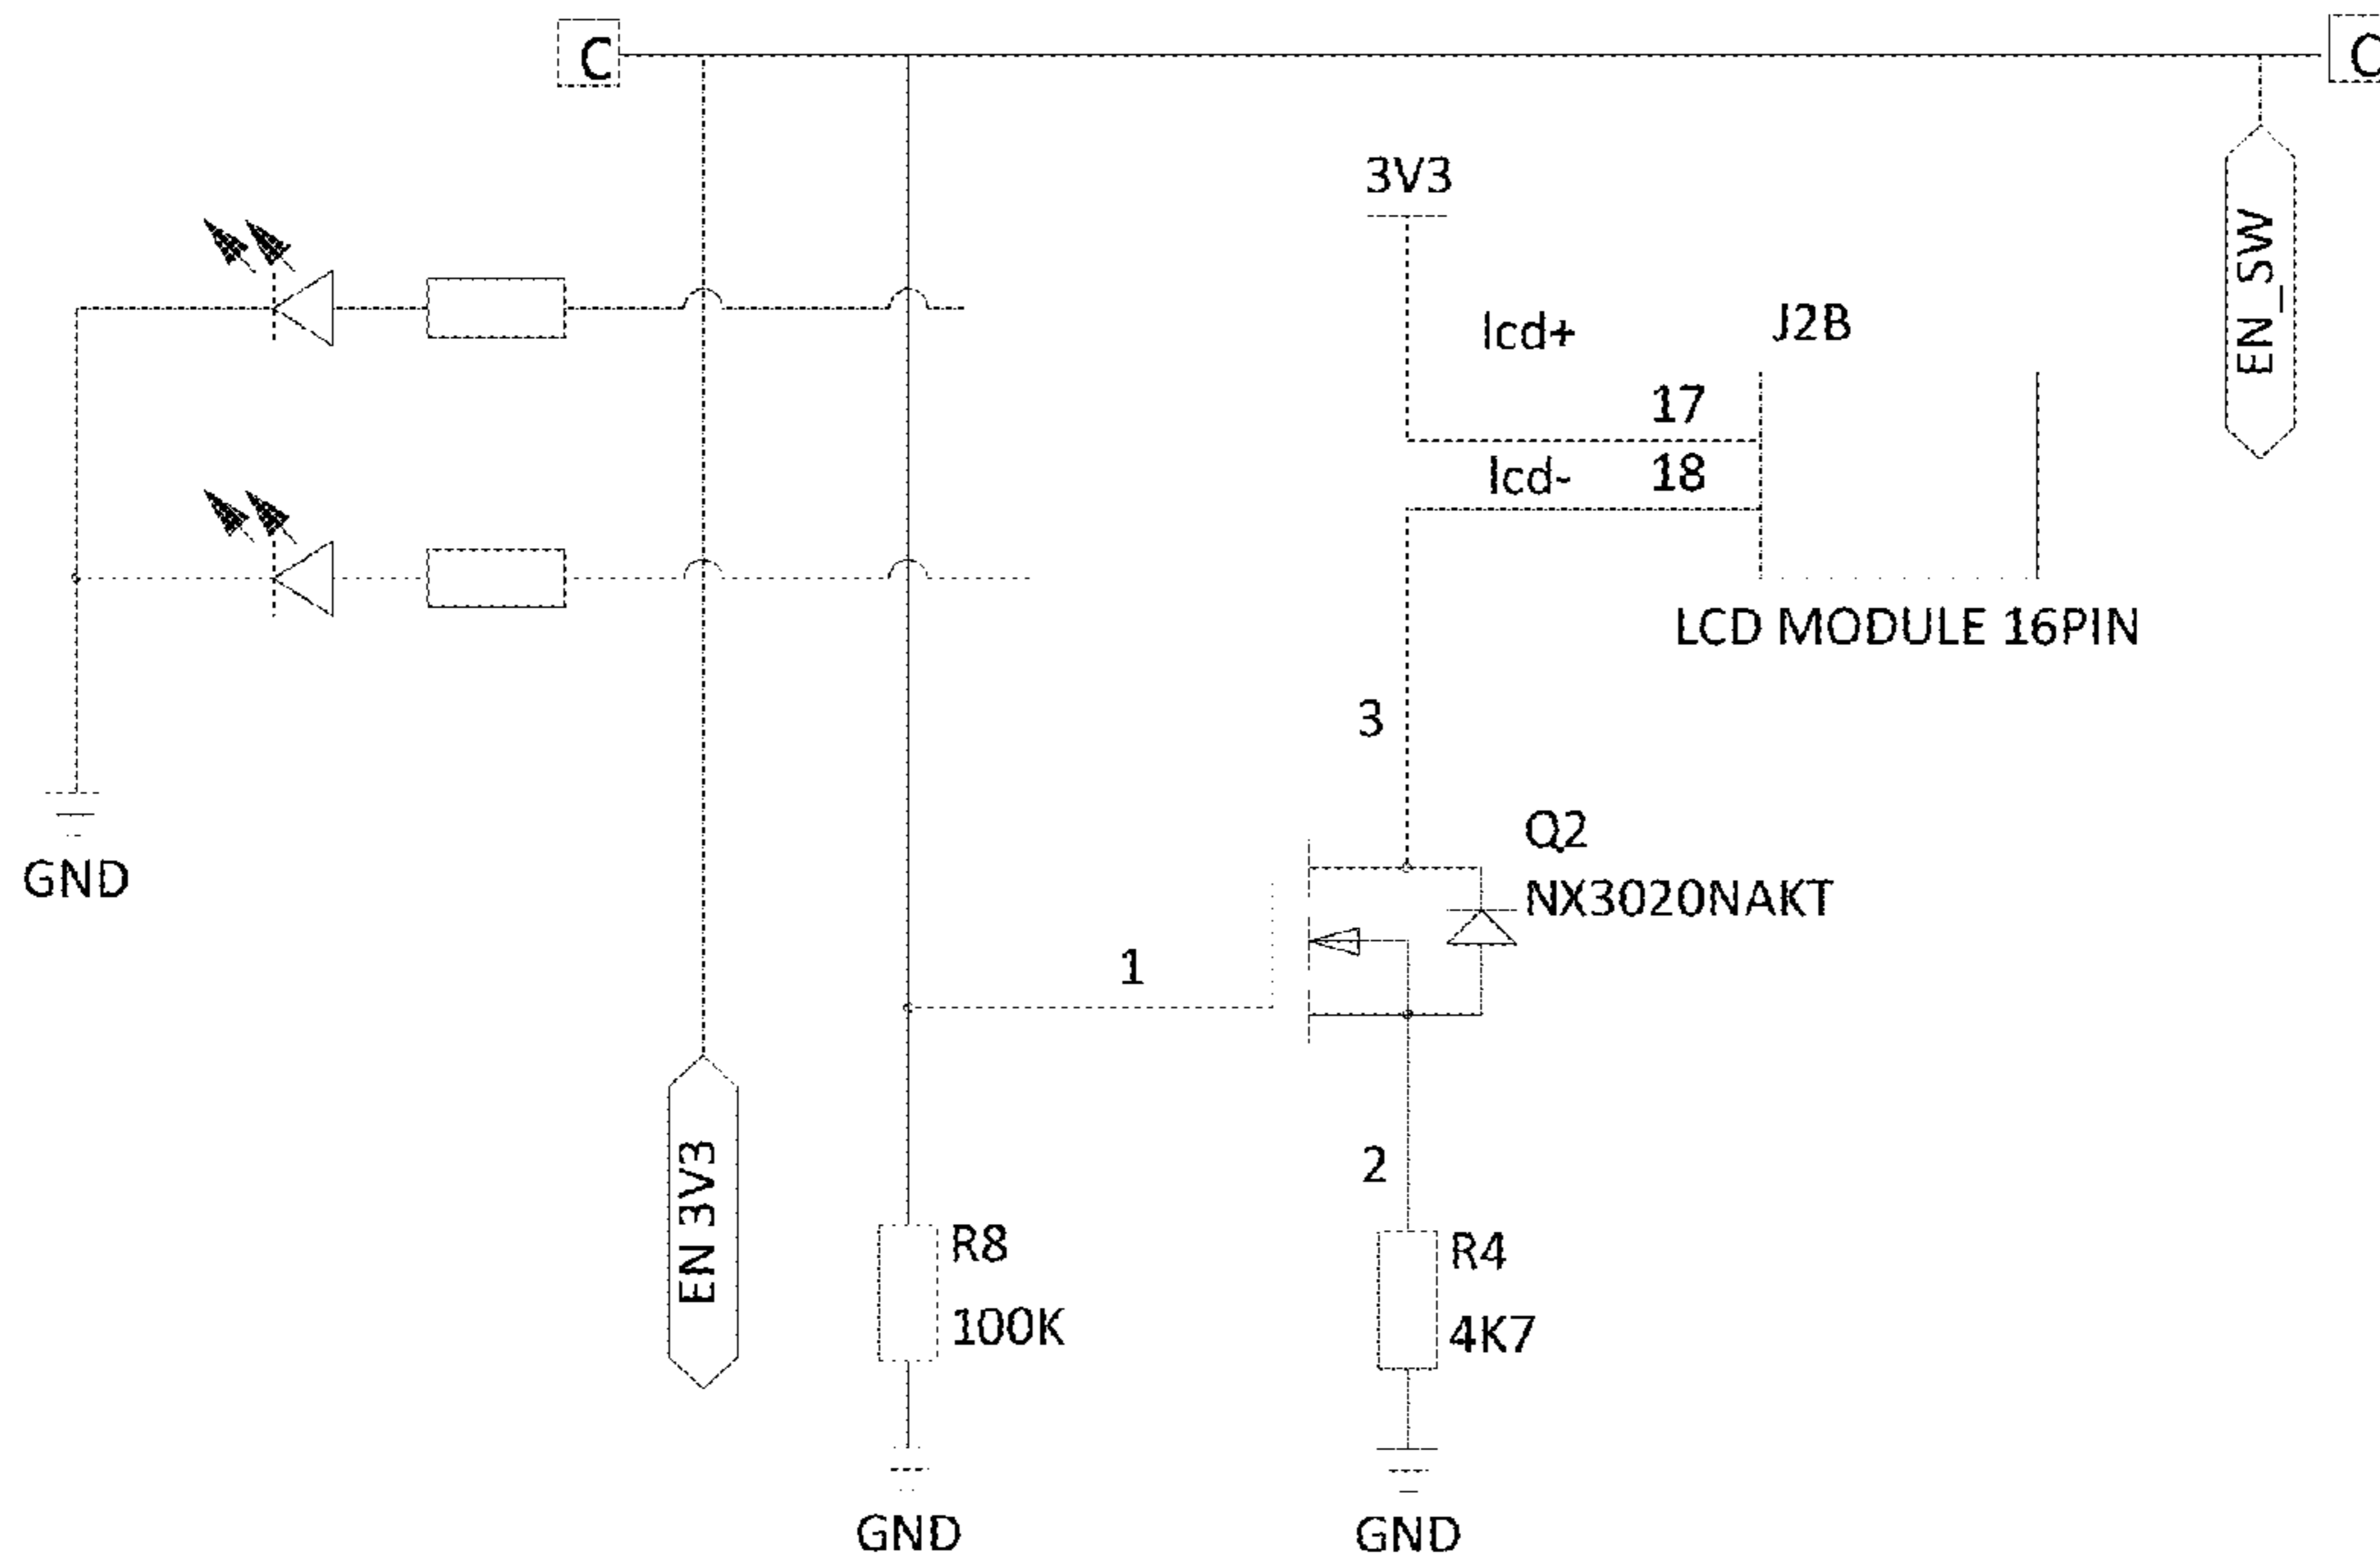 C
C
3V3
EN_SW
lcd+
J2B
17
lcd-
18
LCD MODULE 16PIN
3
Q2
NX3020NAKT
GND
1
2
EN 3V3
R8
100K
R4
4K7
GND
GND